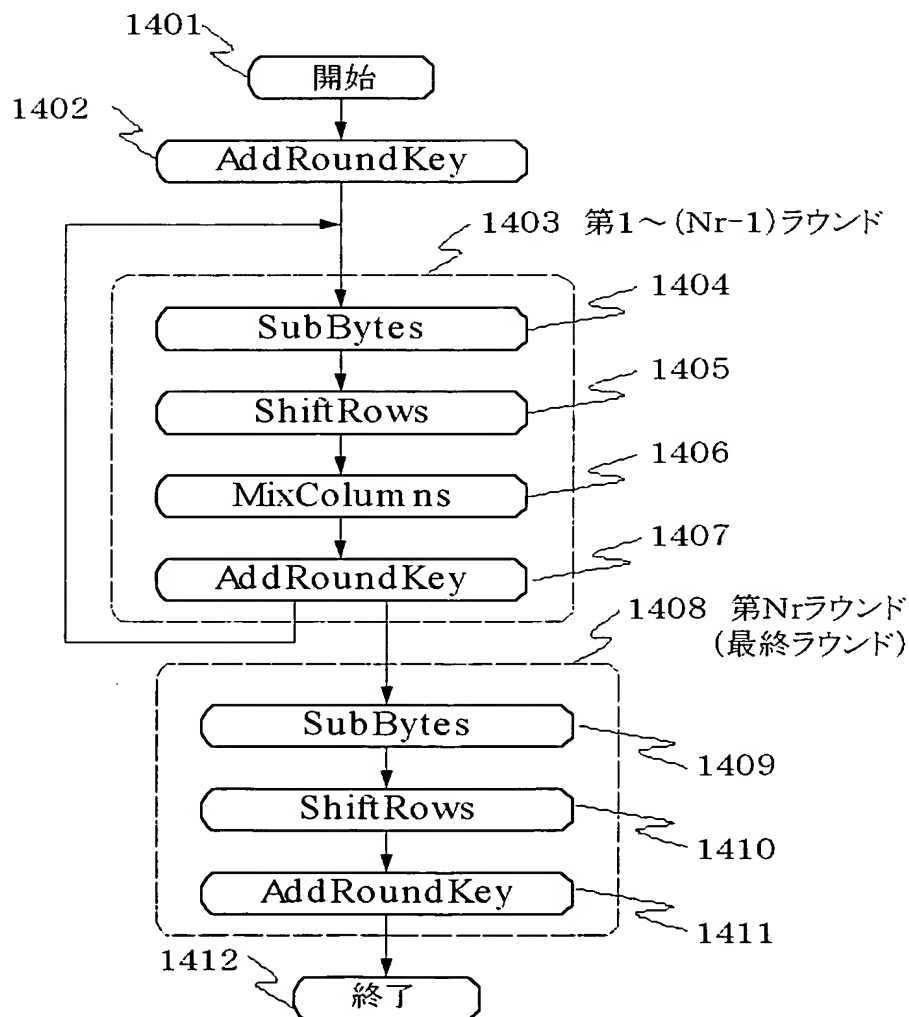 1401
開始
1402
AddRoundKey
1403 第1～(Nr-1)ラウンド
1404
SubBytes
1405
ShiftRows
1406
MixColumns
1407
AddRoundKey
1408 第Nrラウンド
(最終ラウンド)
SubBytes
1409
ShiftRows
1410
AddRoundKey
1411
1412
終了